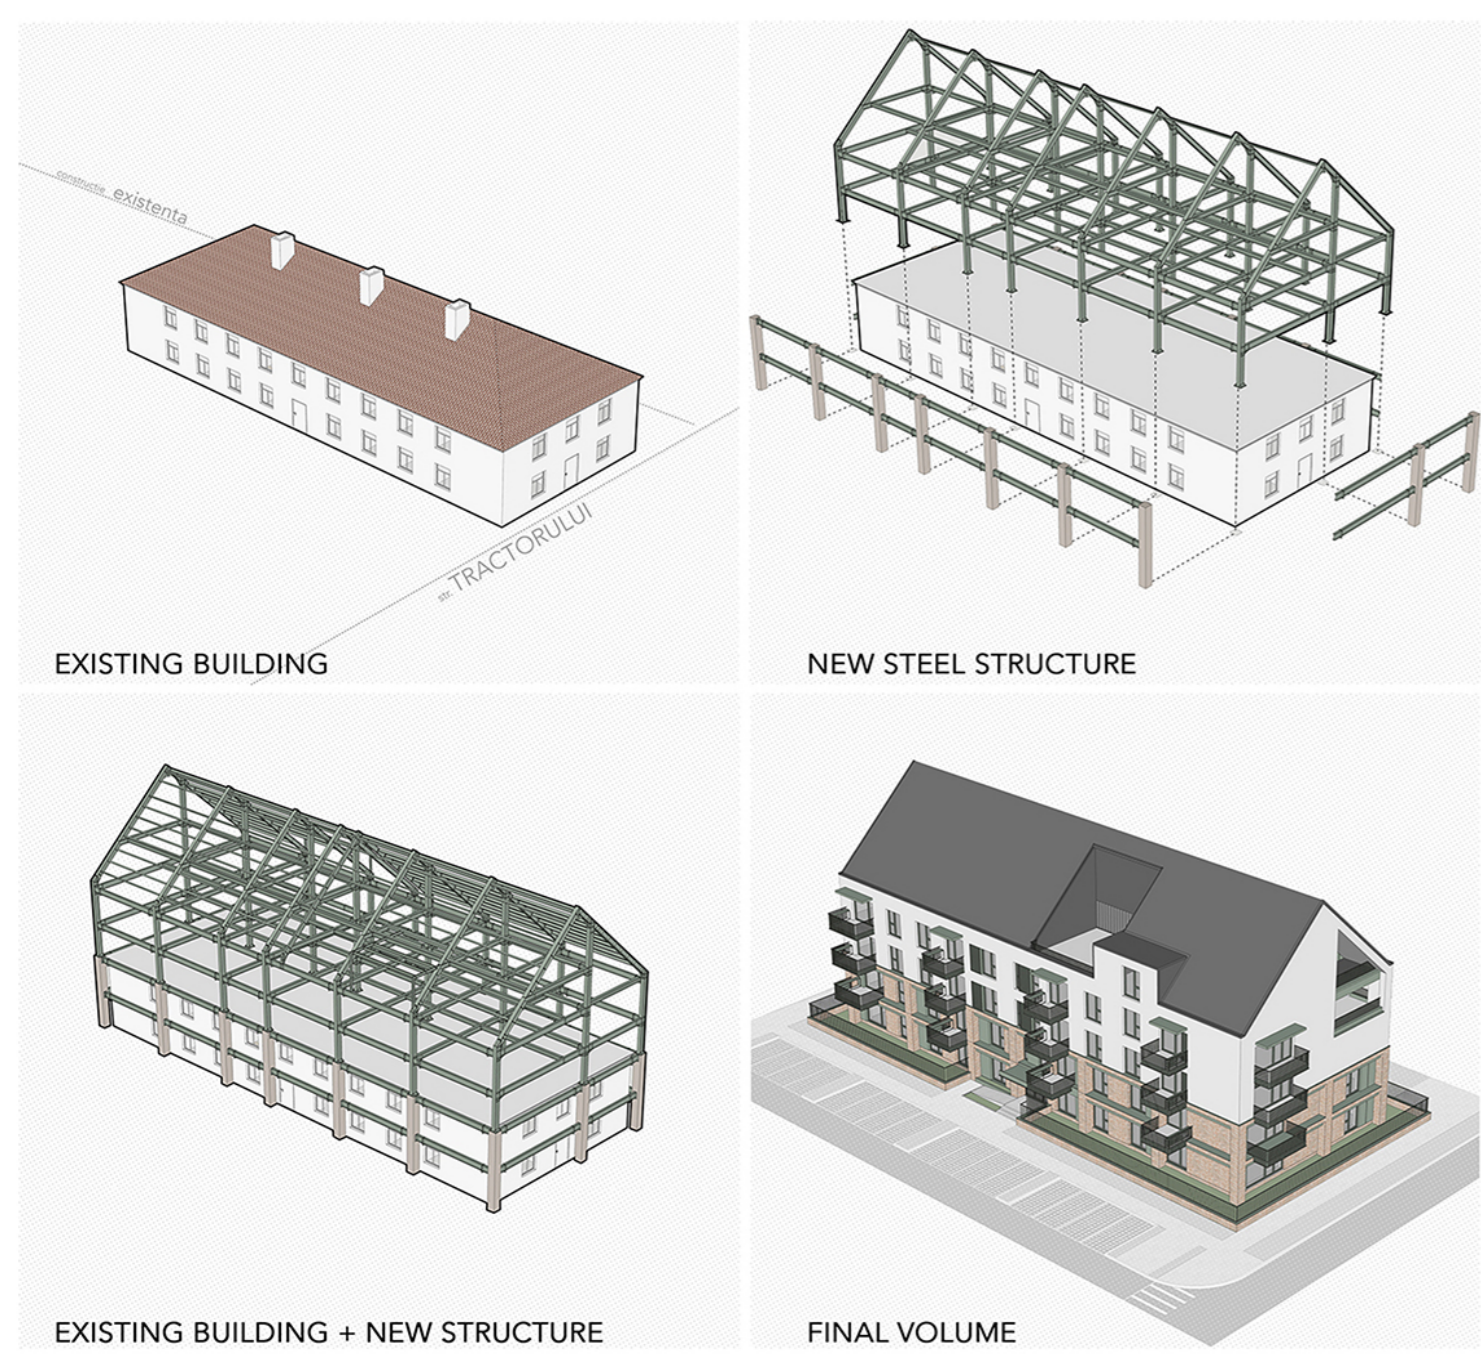 constructie existenta
str. TRACTORULUI
EXISTING BUILDING
NEW STEEL STRUCTURE
EXISTING BUILDING + NEW STRUCTURE
FINAL VOLUME